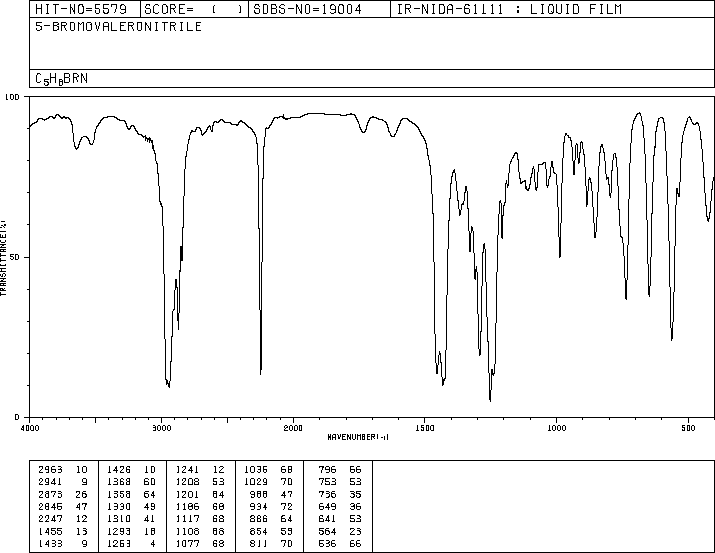 HIT-NO=5579 SCORE= ( ) SDBS-NO=19004 IR-NIDA-61111 : LIQUID FILM
5-BROMOVALERONITRILE
C5H8BRN
100
TRANSMITTANCE(%)
50
0
4000 3000 2000 1500 1000 500
WAVENUMBER(-1)
2963 10 1426 10 1241 12 1036 68 796 66
2941 9 1368 60 1208 53 1029 70 753 53
2873 26 1358 64 1201 84 988 47 736 35
2845 47 1330 49 1186 68 934 72 649 36
2247 12 1310 41 1117 68 886 64 641 53
1455 13 1293 18 1108 68 854 53 564 23
1433 9 1253 4 1077 68 811 70 536 66